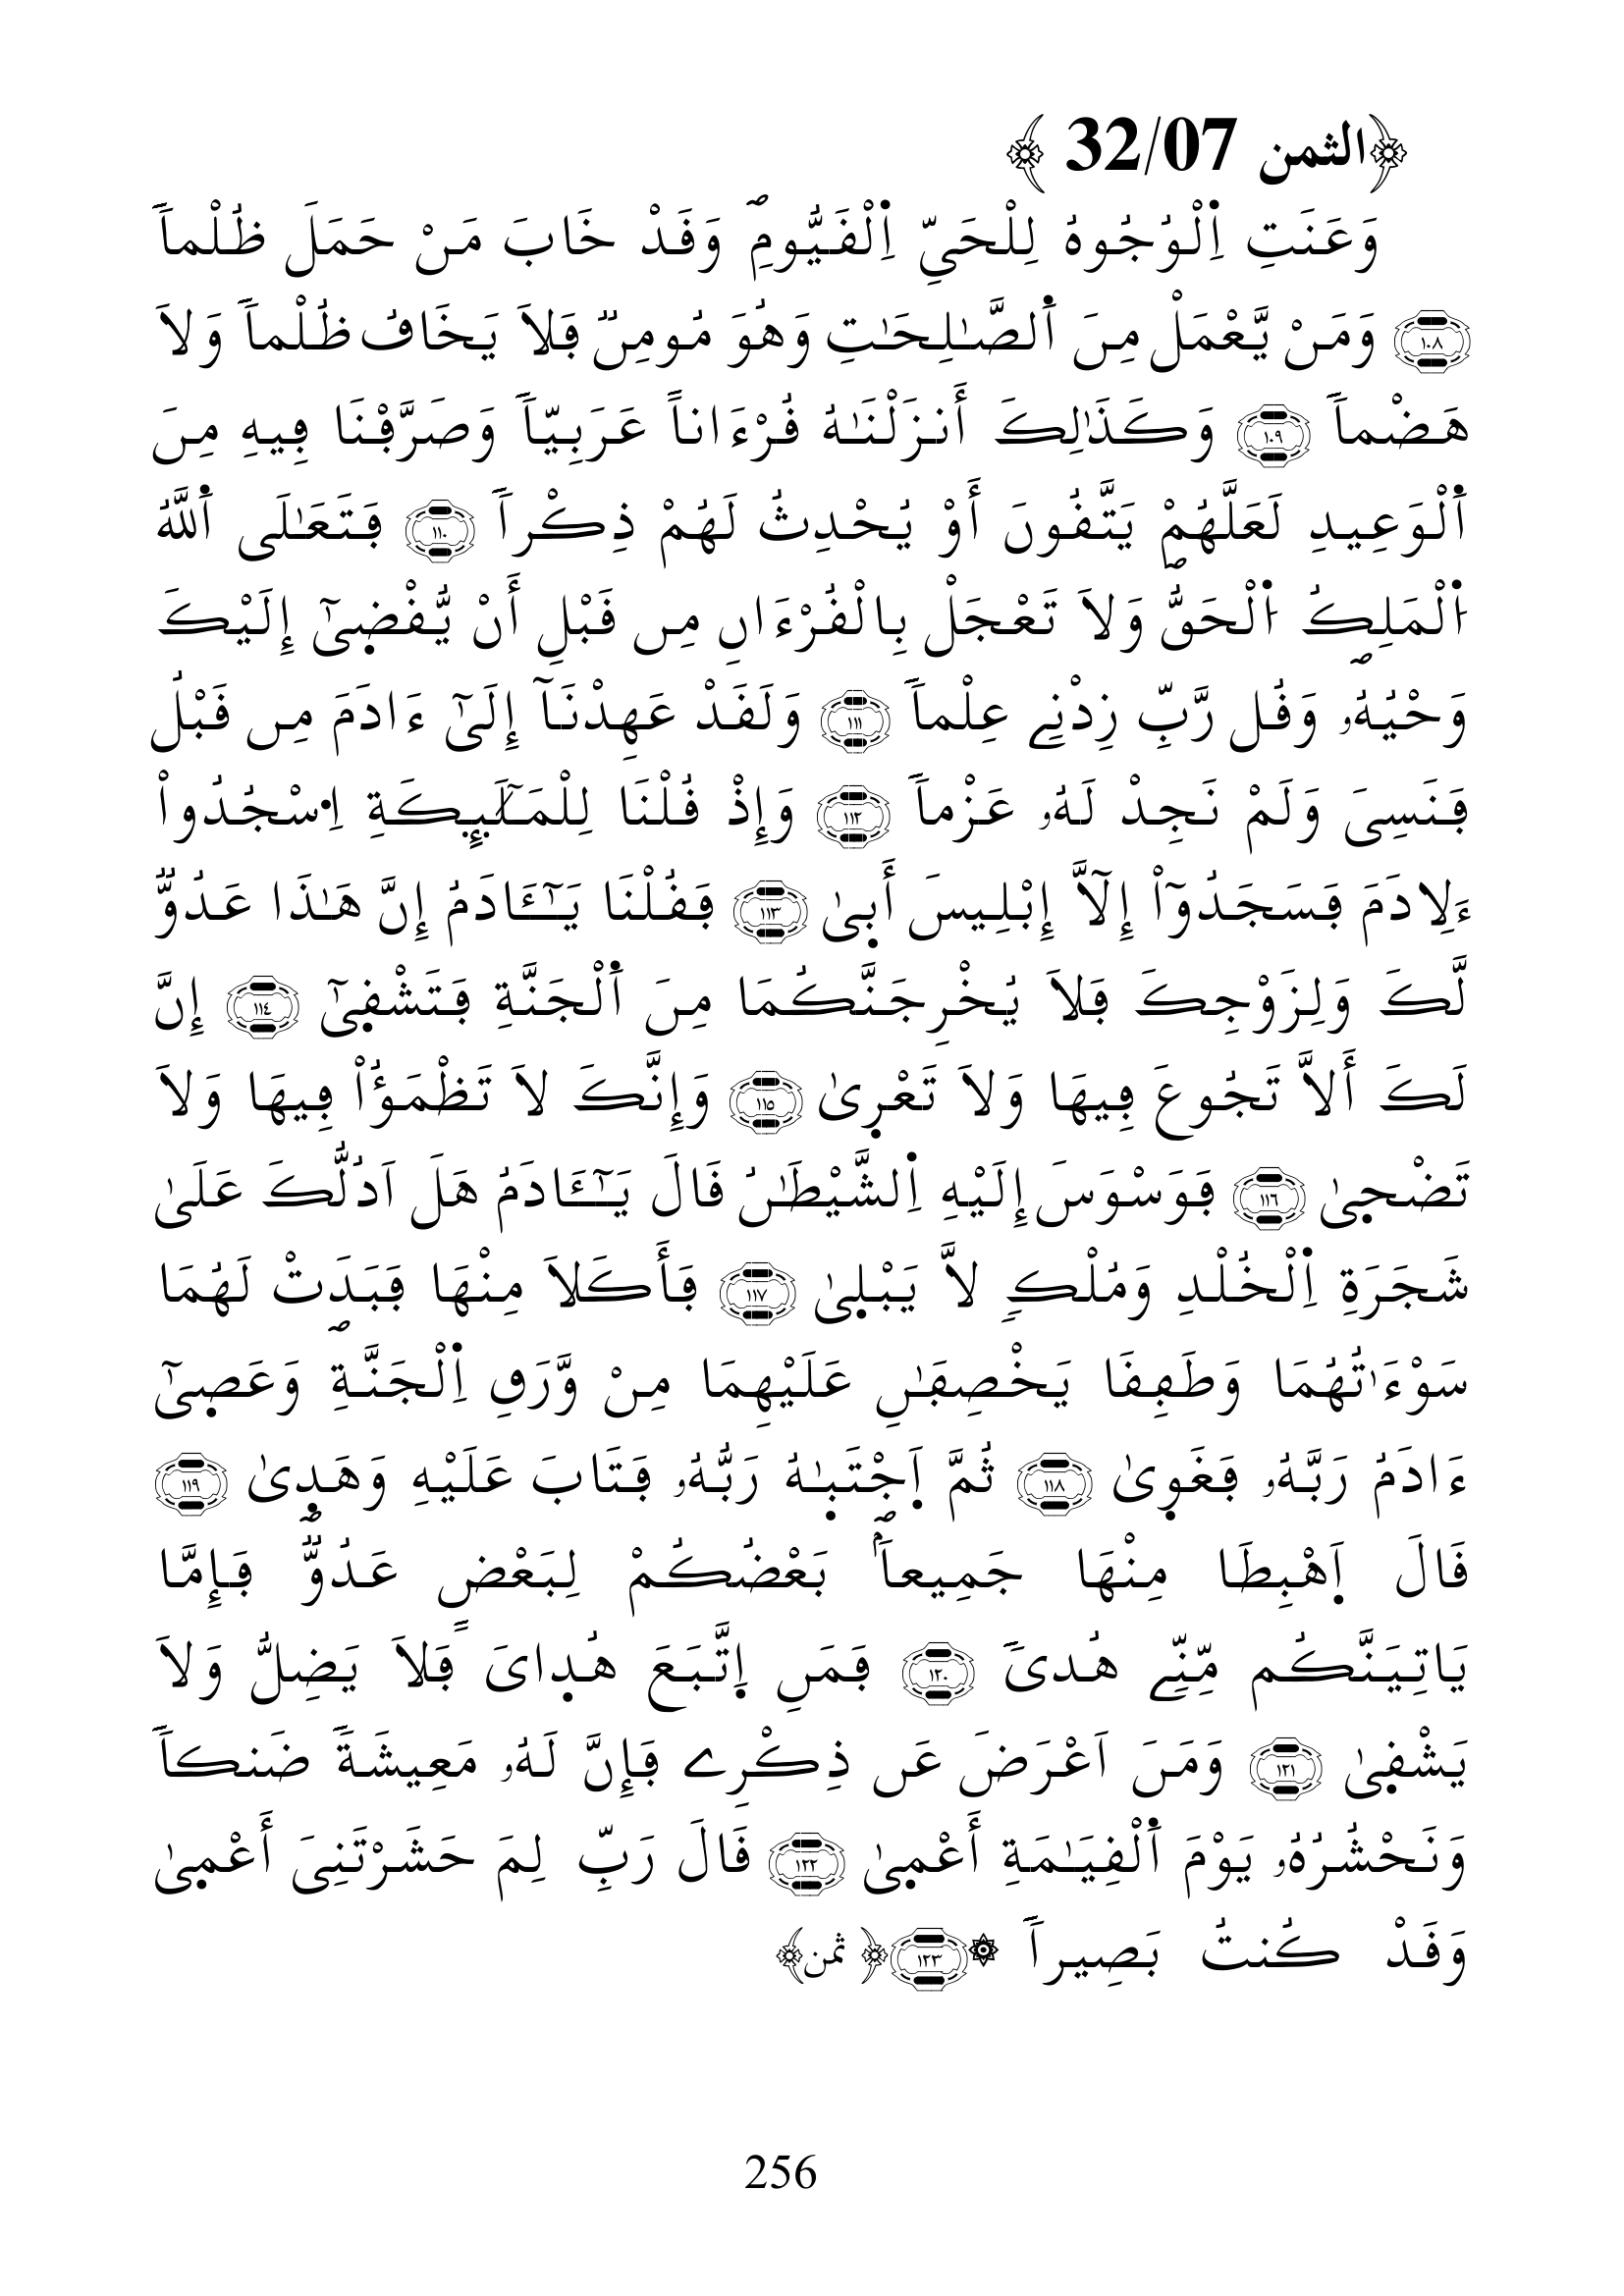 ﴿الثمن 32/07 ﴾
وَعَنَتِ اِ۬لْوُجُوهُ لِلْحَيِّ اِ۬لْقَيُّومِۖ وَقَدْ خَابَ مَنْ حَمَلَ ظُلْماٗ
١٠٨ وَمَنْ يَّعْمَلْ مِنَ اَ۬لصَّٰلِحَٰتِ وَهُوَ مُومِنٞ فَلَا يَخَافُ ظُلْماٗ وَلَا
هَضْماٗ ١٠٩ وَكَذَٰلِكَ أَنزَلْنَٰهُ قُرْءَاناً عَرَبِيّاٗ وَصَرَّفْنَا فِيهِ مِنَ
اَ۬لْوَعِيدِ لَعَلَّهُمْ يَتَّقُونَ أَوْ يُحْدِثُ لَهُمْ ذِكْراٗ ١١٠ فَتَعَٰلَى اَ۬للَّهُ
اُ۬لْمَلِكُ اُ۬لْحَقُّۖ وَلَا تَعْجَلْ بِالْقُرْءَانِ مِن قَبْلِ أَنْ يُّقْض۪ىٰٓ إِلَيْكَ
وَحْيُهُۥۖ وَقُل رَّبِّ زِدْنِے عِلْماٗ ١١١ وَلَقَدْ عَهِدْنَآ إِلَىٰٓ ءَادَمَ مِن قَبْلُ
فَنَسِىَ وَلَمْ نَجِدْ لَهُۥ عَزْماٗ ١١٢ وَإِذْ قُلْنَا لِلْمَلَٰٓئِكَةِ اِ۟سْجُدُواْ
ءَلِادَمَ فَسَجَدُوٓاْ إِلَّآ إِبْلِيسَ أَب۪ىٰ ١١٣ فَقُلْنَا يَٰٓـَٔادَمُ إِنَّ هَٰذَا عَدُوّٞ
لَّكَ وَلِزَوْجِكَ فَلَا يُخْرِجَنَّكُمَا مِنَ اَ۬لْجَنَّةِ فَتَشْق۪ىٰٓ ١١٤ إِنَّ
لَكَ أَلَّا تَجُوعَ فِيهَا وَلَا تَعْر۪ىٰ ١١٥ وَإِنَّكَ لَا تَظْمَؤُاْ فِيهَا وَلَا
تَضْح۪ىٰ ١١٦ فَوَسْوَسَ إِلَيْهِ اِ۬لشَّيْطَٰنُ قَالَ يَٰٓـَٔادَمُ هَلَ اَدُلُّكَ عَلَىٰ
شَجَرَةِ اِ۬لْخُلْدِ وَمُلْكٖ لَّا يَبْل۪ىٰ ١١٧ فَأَكَلَا مِنْهَا فَبَدَتْ لَهُمَا
سَوْءَٰتُهُمَا وَطَفِقَا يَخْصِفَٰنِ عَلَيْهِمَا مِنْ وَّرَقِ اِ۬لْجَنَّةِۖ وَعَص۪ىٰٓ
ءَادَمُ رَبَّهُۥ فَغَو۪ىٰ ١١٨ ثُمَّ اَ۪جْتَب۪ىٰهُ رَبُّهُۥ فَتَابَ عَلَيْهِ وَهَد۪ىٰ ١١٩
قَالَ اَ۪هْبِطَا مِنْهَا جَمِيعاَۢۖ بَعْضُكُمْ لِبَعْضٍ عَدُوّٞۖ فَإِمَّا
يَاتِيَنَّكُم مِّنِّے هُدىٗ ١٢٠ فَمَنِ اِ۪تَّبَعَ هُد۪اىَ فَلَا يَضِلُّ وَلَا
يَشْق۪ىٰ ١٢١ وَمَنَ اَعْرَضَ عَن ذِكْرِے فَإِنَّ لَهُۥ مَعِيشَةٗ ضَنكاٗ
وَنَحْشُرُهُۥ يَوْمَ اَ۬لْقِيَٰمَةِ أَعْم۪ىٰ ١٢٢ قَالَ رَبِّ لِمَ حَشَرْتَنِىَ أَعْم۪ىٰ
وَقَدْ كُنتُ بَصِيراٗ ۞١٢٣﴿ ثمن﴾
256